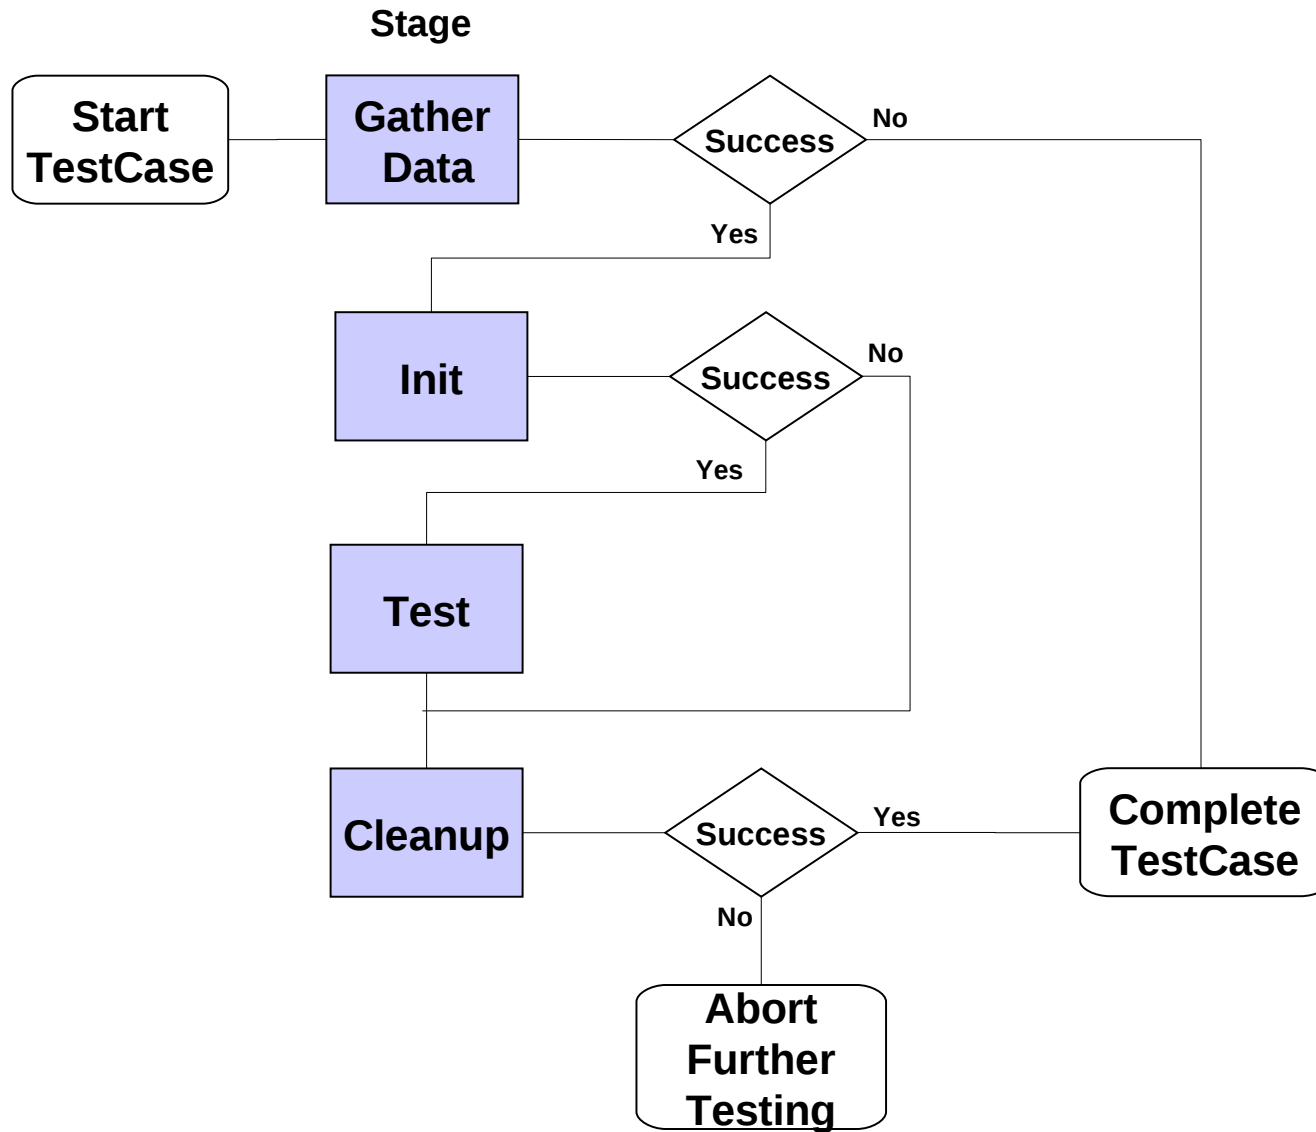 Stage
Start
TestCase
Gather
Data
Success
No
Yes
Init
Success
No
Yes
Test
Cleanup
Success
Yes
Complete
TestCase
No
Abort
Further
Testing